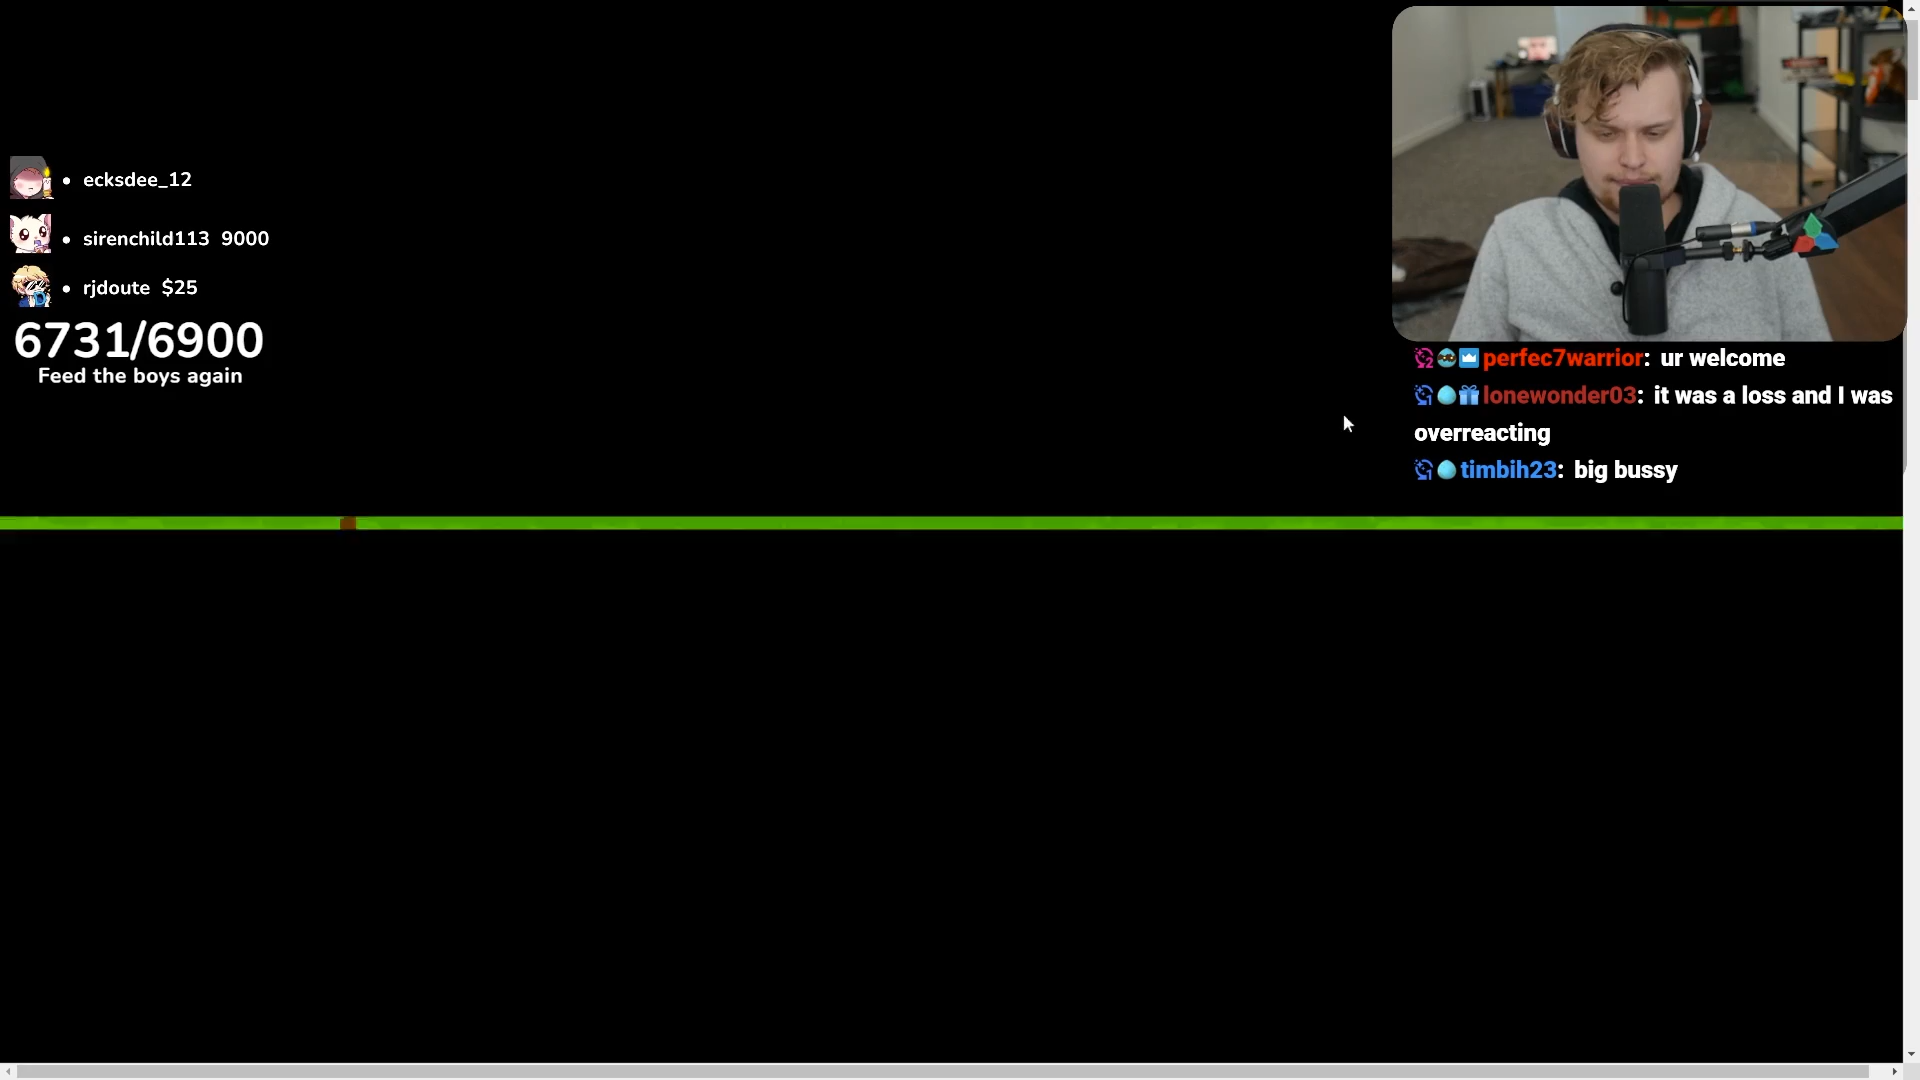 ecksdee_12
sirenchild113 9000
rjdoute $25
6731/6900
Feed the boys again
perfec7warrior: ur welcome
lonewonder03: it was a loss and I was
overreacting
timbih23: big bussy